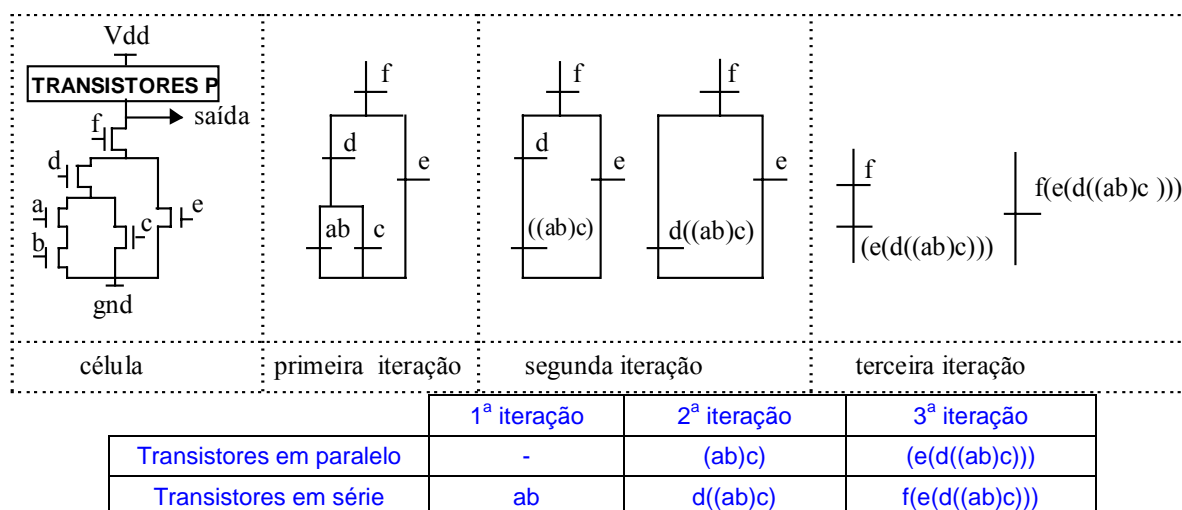 Vdd
TRANSISTORES P
saída
f
d
a
b
c
e
gnd
célula
f
d
e
ab
c
primeira iteração
f
d
e
((ab)c)
f
e
d((ab)c)
segunda iteração
f
(e(d((ab)c)))
f(e(d((ab)c )))
terceira iteração
1ª iteração 2ª iteração 3ª iteração
Transistores em paralelo - (ab)c) (e(d((ab)c)))
Transistores em série ab d((ab)c) f(e(d((ab)c)))